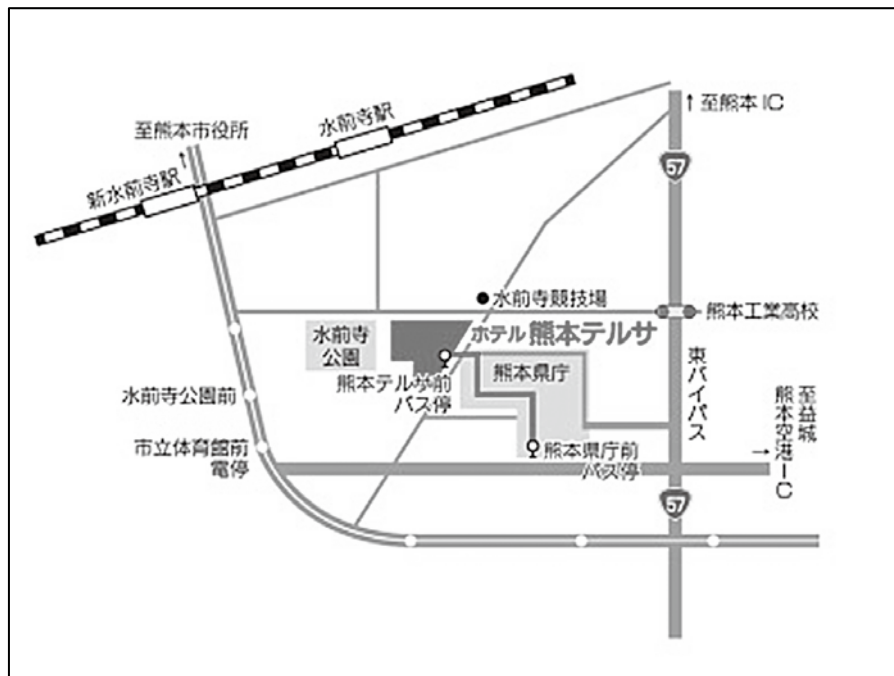 至熊本IC
水前寺駅
至熊本市役所
新水前寺駅
57
水前寺競技場
熊本工業高校
水前寺
公園
ホテル 熊本テルサ
熊本県庁
熊本テルサ前
バス停
東バイパス
水前寺公園前
市立体育館前
電停
熊本県庁前
バス停
至益城
熊本空港IC
57